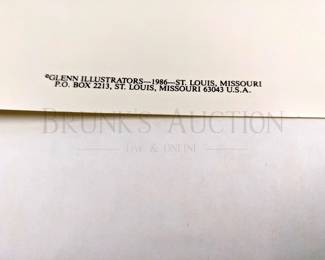 ©GLENN ILLUSTRATORS—1986—ST. LOUIS, MISSOURI
P.O. BOX 2213, ST. LOUIS, MISSOURI 63043 U.S.A.
BRUNK'S AUCTION
LIVE & ONLINE